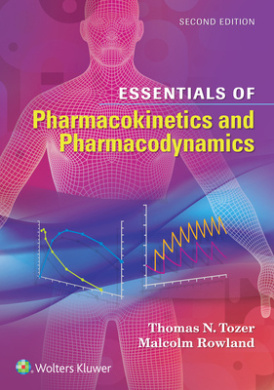 SECOND EDITION
ESSENTIALS OF
Pharmacokinetics and
Pharmacodynamics
Thomas N. Tozer
Malcolm Rowland
Wolters Kluwer